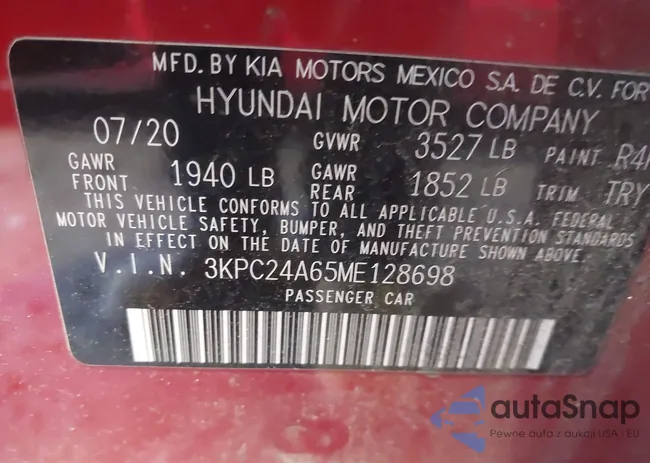 MFD. BY KIA MOTORS MEXICO S.A. DE C.V. FOR
HYUNDAI MOTOR COMPANY
07/20 GVWR 3527 LB PAINT
GAWR FRONT 1940 LB GAWR REAR 1852 LB TRIM TRY
THIS VEHICLE CONFORMS TO ALL APPLICABLE U.S.A. FEDERAL
MOTOR VEHICLE SAFETY, BUMPER, AND THEFT PREVENTION STANDARDS
IN EFFECT ON THE DATE OF MANUFACTURE SHOWN ABOVE.
V.I.N. 3KPC24A65ME128698
PASSENGER CAR
autaSnap
Pewne auta z aukcji USA i EU